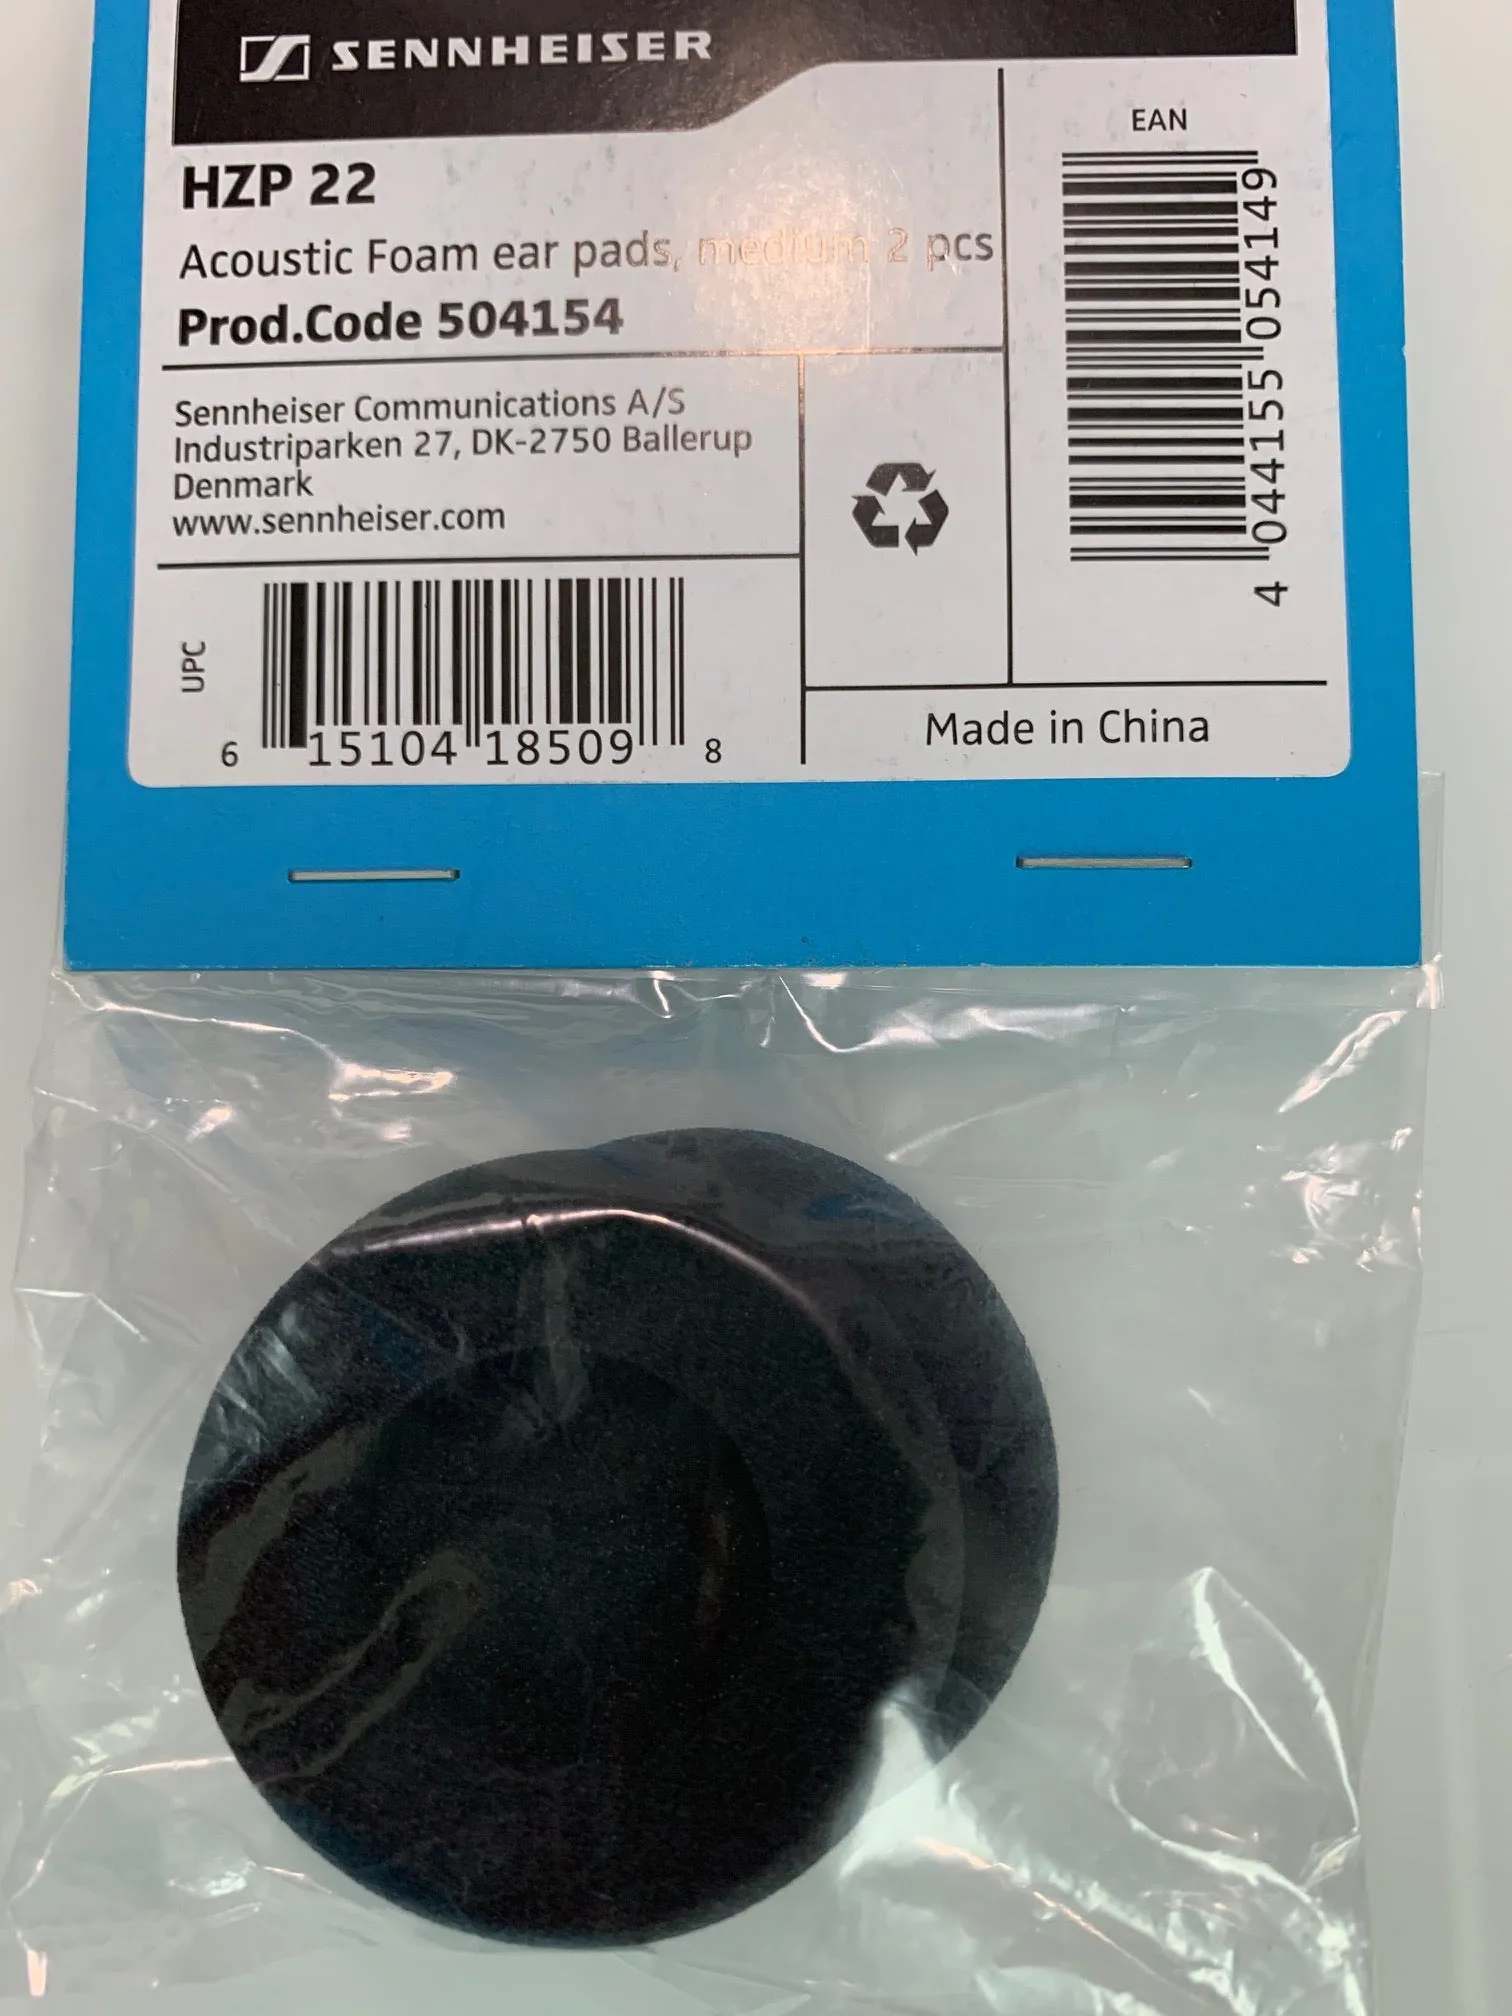 SENNHEISER
HZP 22
Acoustic Foam ear pads, medium 2 pcs
Prod.Code 504154
Sennheiser Communications A/S
Industriparken 27, DK-2750 Ballerup
Denmark
www.sennheiser.com
UPC
6 15104 18509 8
EAN
4 044155 054149
Made in China